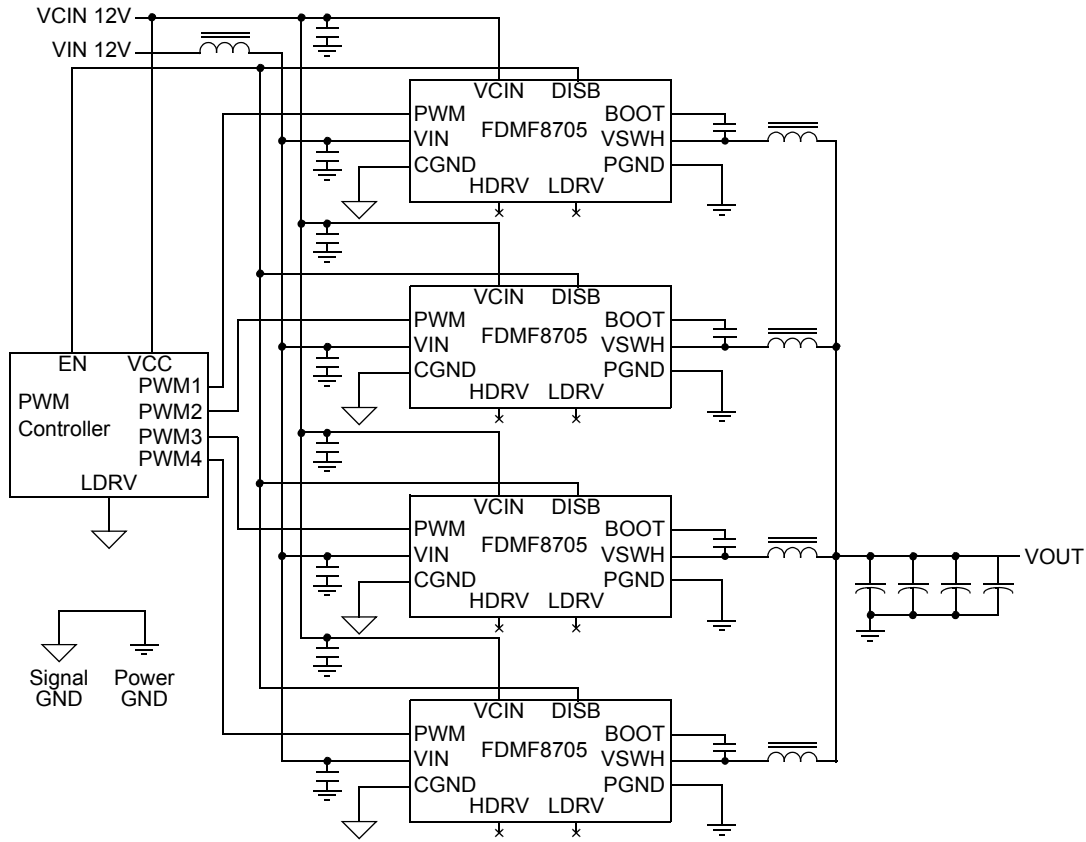 VCIN 12V
VIN 12V
VCIN DISB
PWM BOOT
FDMF8705
VIN VSWH
CGND PGND
HDRV LDRV
VCIN DISB
PWM BOOT
FDMF8705
VIN VSWH
CGND PGND
HDRV LDRV
EN VCC
PWM1
PWM Controller
PWM2
PWM3
PWM4
LDRV
VCIN DISB
PWM BOOT
FDMF8705
VIN VSWH
CGND PGND
HDRV LDRV
VOUT
Signal GND
Power GND
VCIN DISB
PWM BOOT
FDMF8705
VIN VSWH
CGND PGND
HDRV LDRV